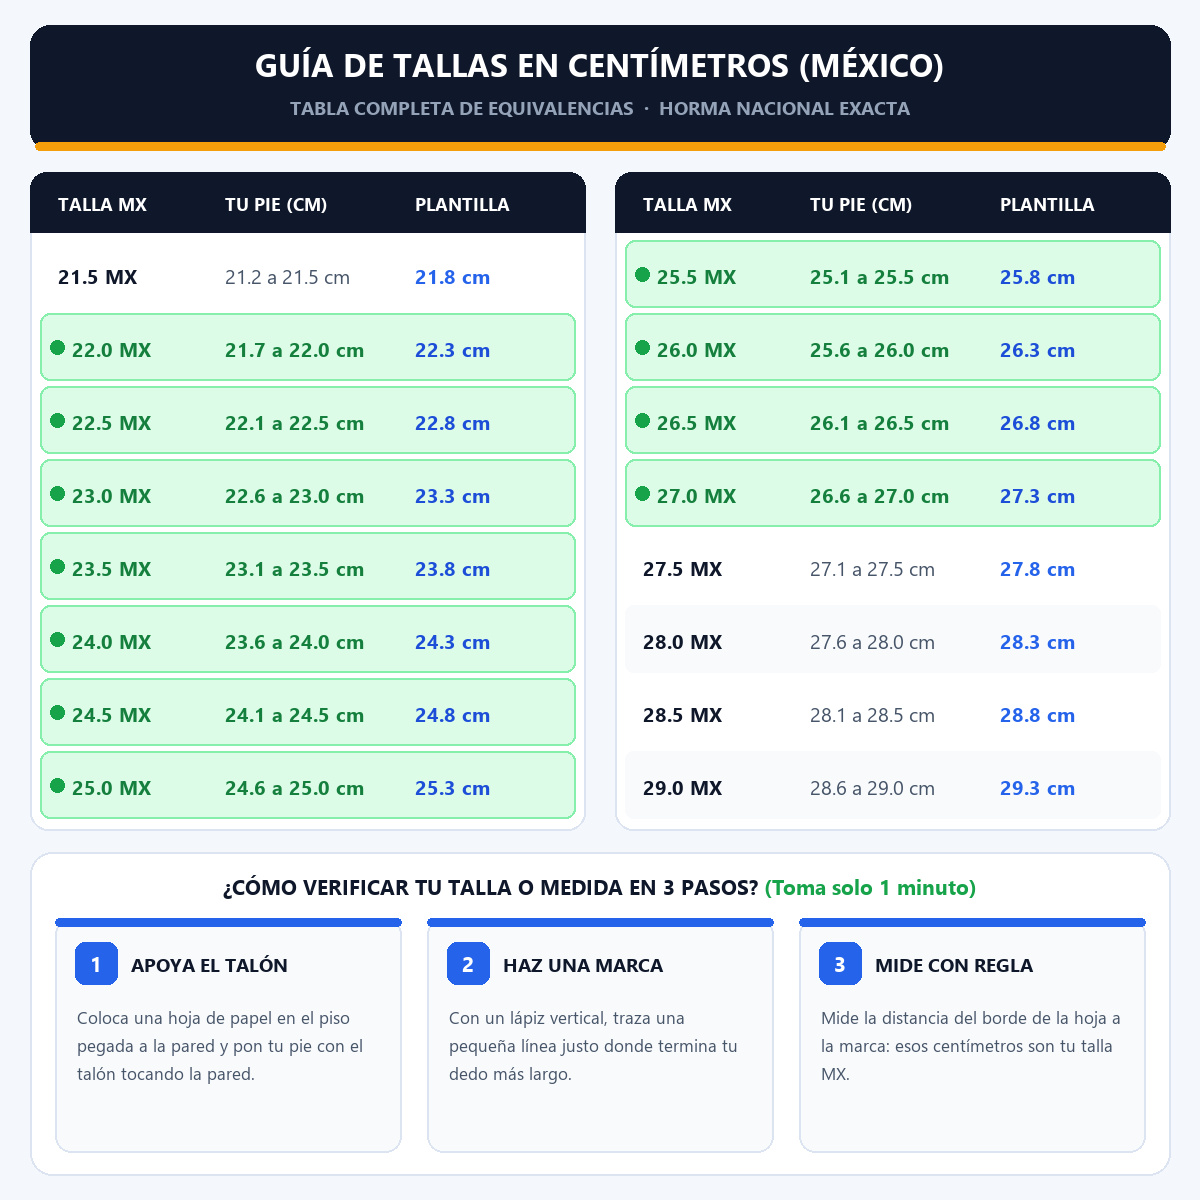 GUÍA DE TALLAS EN CENTÍMETROS (MÉXICO)
TABLA COMPLETA DE EQUIVALENCIAS · HORMA NACIONAL EXACTA
TALLA MX TU PIE (CM) PLANTILLA
21.5 MX 21.2 a 21.5 cm 21.8 cm
22.0 MX 21.7 a 22.0 cm 22.3 cm
22.5 MX 22.1 a 22.5 cm 22.8 cm
23.0 MX 22.6 a 23.0 cm 23.3 cm
23.5 MX 23.1 a 23.5 cm 23.8 cm
24.0 MX 23.6 a 24.0 cm 24.3 cm
24.5 MX 24.1 a 24.5 cm 24.8 cm
25.0 MX 24.6 a 25.0 cm 25.3 cm
TALLA MX TU PIE (CM) PLANTILLA
25.5 MX 25.1 a 25.5 cm 25.8 cm
26.0 MX 25.6 a 26.0 cm 26.3 cm
26.5 MX 26.1 a 26.5 cm 26.8 cm
27.0 MX 26.6 a 27.0 cm 27.3 cm
27.5 MX 27.1 a 27.5 cm 27.8 cm
28.0 MX 27.6 a 28.0 cm 28.3 cm
28.5 MX 28.1 a 28.5 cm 28.8 cm
29.0 MX 28.6 a 29.0 cm 29.3 cm
¿CÓMO VERIFICAR TU TALLA O MEDIDA EN 3 PASOS? (Toma solo 1 minuto)
1 APOYA EL TALÓN
Coloca una hoja de papel en el piso
pegada a la pared y pon tu pie con el
talón tocando la pared.
2 HAZ UNA MARCA
Con un lápiz vertical, traza una
pequeña línea justo donde termina tu
dedo más largo.
3 MIDE CON REGLA
Mide la distancia del borde de la hoja a
la marca: esos centímetros son tu talla
MX.